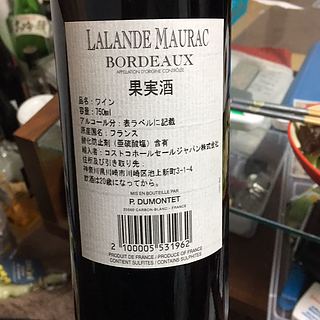 LALANDE MAURAC
BORDEAUX
APPELLATION D'ORIGINE CONTRÔLÉE
果実酒
品名：ワイン
容量：750ml
アルコール分：表ラベルに記載
原産国名：フランス
酸化防止剤（亜硫酸塩）含有
輸入者：コストコホールセールジャパン株式会社
住所及び引き取り先：
神奈川県川崎市川崎区池上新町3-1-4
飲酒は20歳になってから。
MIS EN BOUTEILLE PAR
P. DUMONTET
33560 CARBON-BLANC - FRANCE
2 100005 531962
PRODUIT DE FRANCE / PRODUCT OF FRANCE
CONTIENT SULFITES / CONTAINS SULPHITES